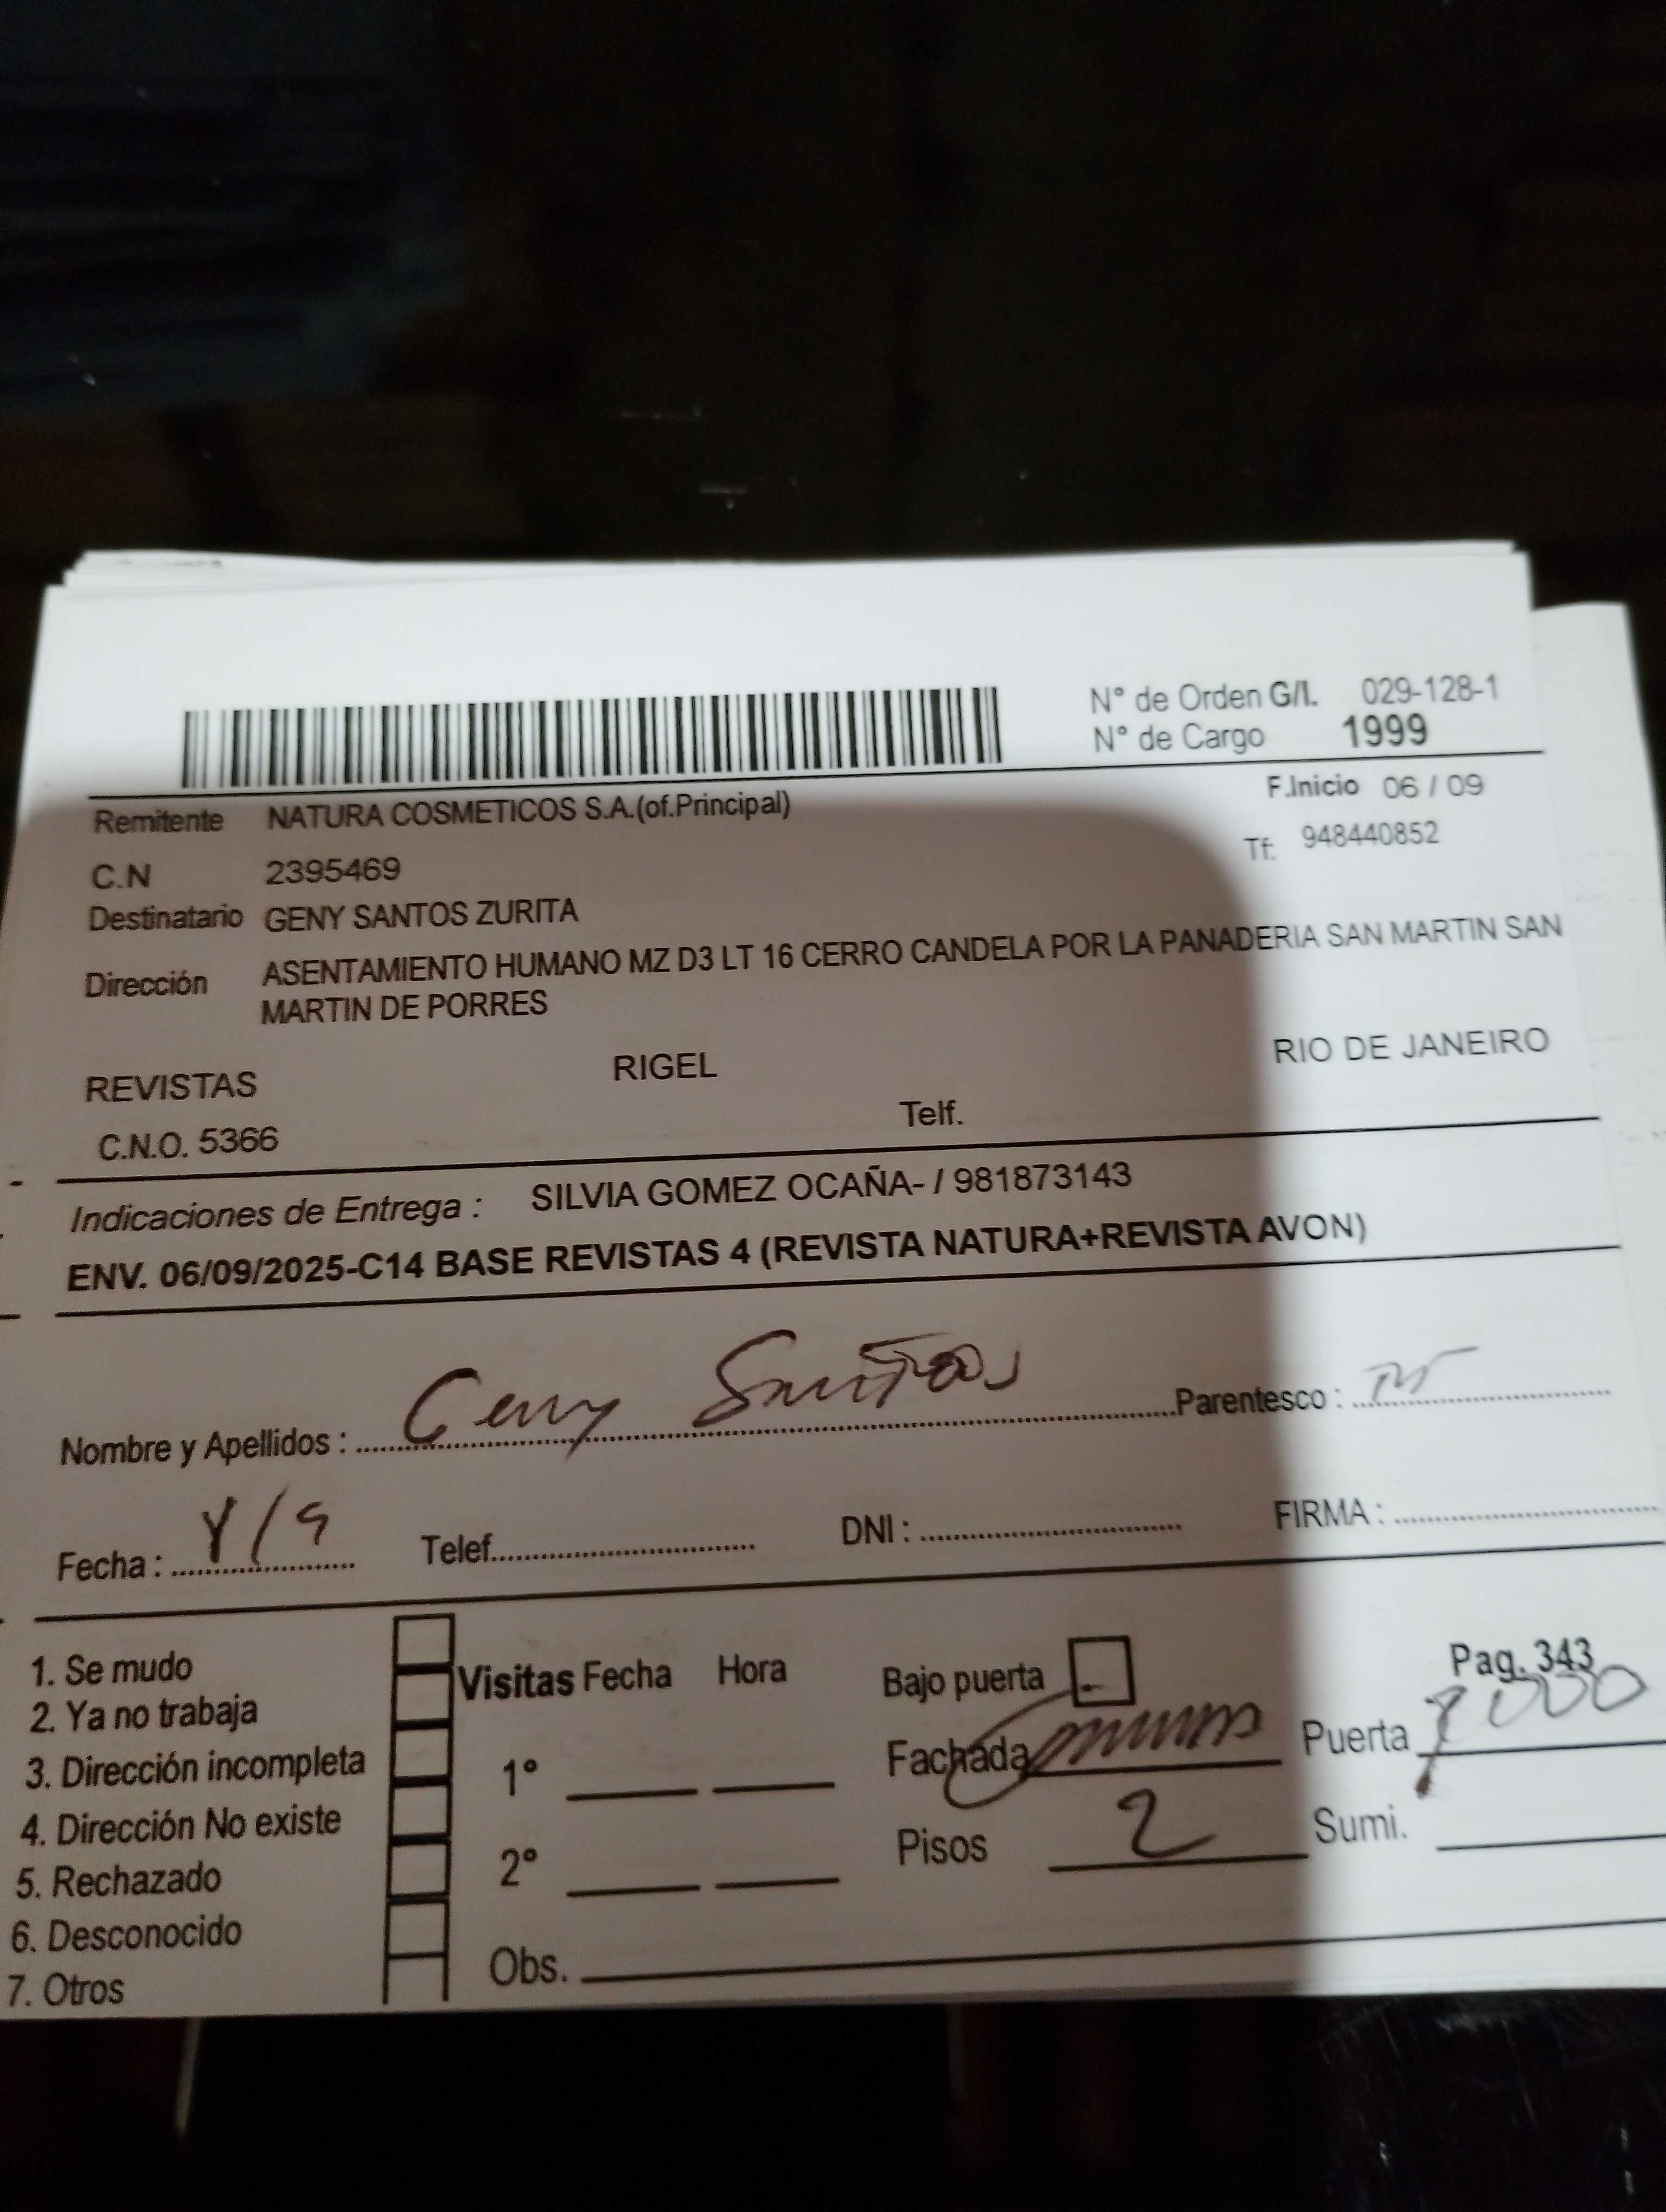 N° de Orden G/I. 029-128-1
N° de Cargo 1999
F.Inicio 06 / 09
Remitente NATURA COSMETICOS S.A.(of.Principal)
Tf: 948440852
C.N 2395469
Destinatario GENY SANTOS ZURITA
Dirección ASENTAMIENTO HUMANO MZ D3 LT 16 CERRO CANDELA POR LA PANADERIA SAN MARTIN SAN
MARTIN DE PORRES
REVISTAS RIGEL RIO DE JANEIRO
C.N.O. 5366 Telf.
Indicaciones de Entrega : SILVIA GOMEZ OCAÑA- / 981873143
ENV. 06/09/2025-C14 BASE REVISTAS 4 (REVISTA NATURA+REVISTA AVON)
Nombre y Apellidos : Geny Santos Parentesco :
Fecha : Telef. DNI : FIRMA :
1. Se mudo
2. Ya no trabaja
3. Dirección incompleta
4. Dirección No existe
5. Rechazado
6. Desconocido
7. Otros
Visitas Fecha Hora
1°
2°
Bajo puerta Pag. 343
Fachada Puerta
Pisos 2 Sumi.
Obs.